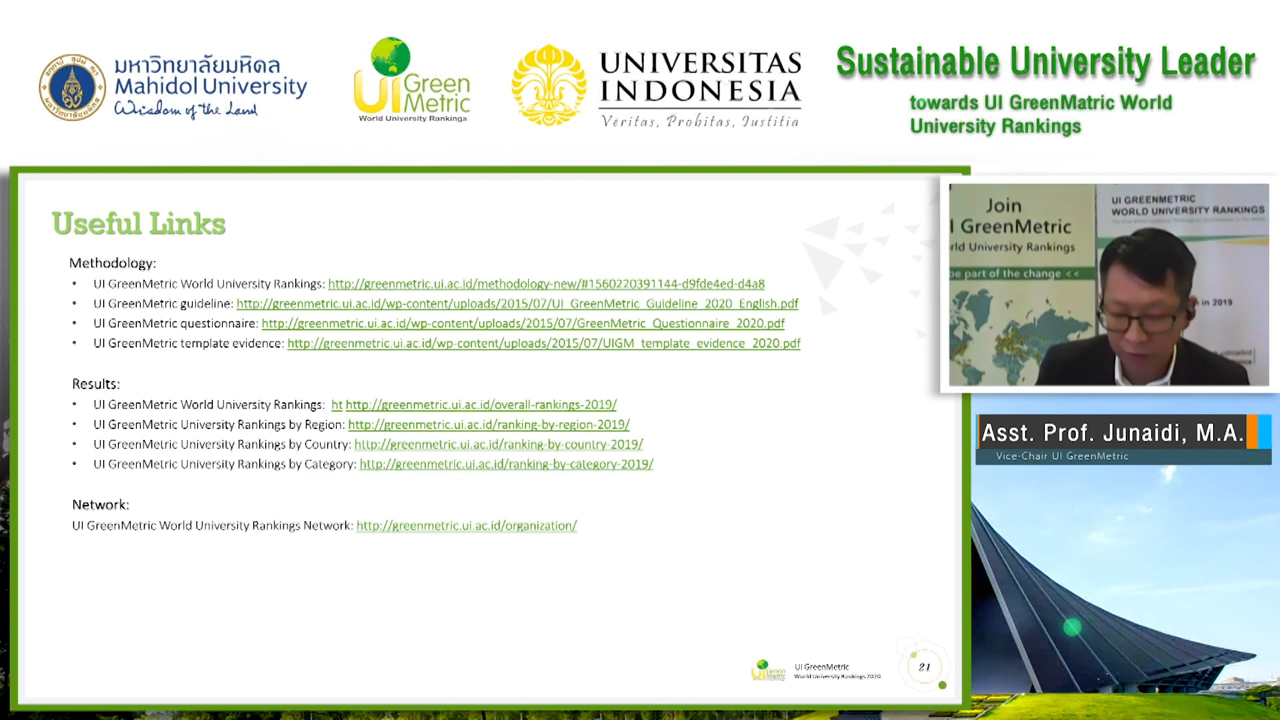 มหาวิทยาลัยมหิดล
Mahidol University
Wisdom of the Land
UI Green
Metric
World University Rankings
UNIVERSITAS
INDONESIA
Veritas, Probitas, Justitia
Sustainable University Leader
towards UI GreenMatric World
University Rankings
Useful Links
Methodology:
• UI GreenMetric World University Rankings: http://greenmetric.ui.ac.id/methodology-new/#1560220391144-d9fde4ed-d4a8
• UI GreenMetric guideline: http://greenmetric.ui.ac.id/wp-content/uploads/2015/07/UI_GreenMetric_Guideline_2020_English.pdf
• UI GreenMetric questionnaire: http://greenmetric.ui.ac.id/wp-content/uploads/2015/07/GreenMetric_Questionnaire_2020.pdf
• UI GreenMetric template evidence: http://greenmetric.ui.ac.id/wp-content/uploads/2015/07/UIGM_template_evidence_2020.pdf
Results:
• UI GreenMetric World University Rankings: ht http://greenmetric.ui.ac.id/overall-rankings-2019/
• UI GreenMetric University Rankings by Region: http://greenmetric.ui.ac.id/ranking-by-region-2019/
• UI GreenMetric University Rankings by Country: http://greenmetric.ui.ac.id/ranking-by-country-2019/
• UI GreenMetric University Rankings by Category: http://greenmetric.ui.ac.id/ranking-by-category-2019/
Network:
UI GreenMetric World University Rankings Network: http://greenmetric.ui.ac.id/organization/
UI GreenMetric
World University Rankings 2020
21
Join
I GreenMetric
rld University Rankings
be part of the change <<
UI GREENMETRIC
WORLD UNIVERSITY RANKINGS
in 2019
Asst. Prof. Junaidi, M.A.
Vice-Chair UI GreenMetric